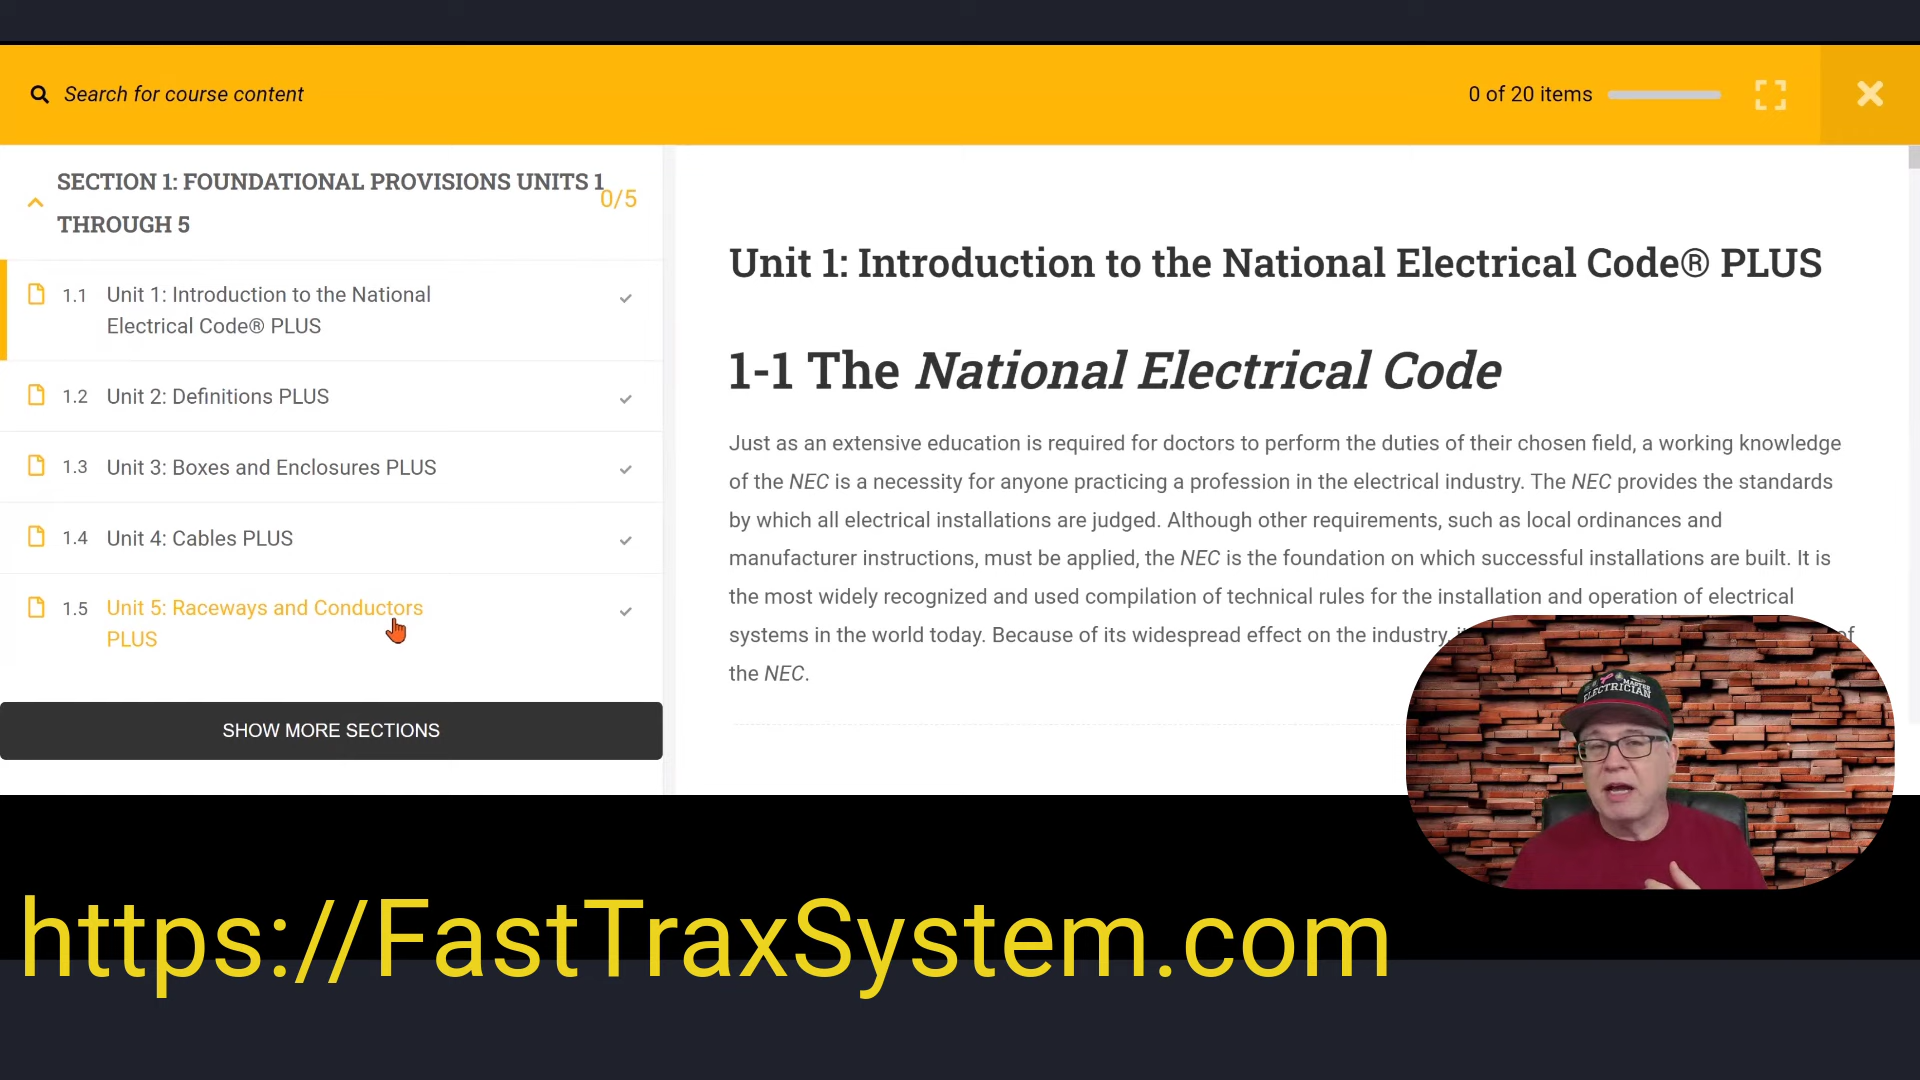 Search for course content
0 of 20 items
SECTION 1: FOUNDATIONAL PROVISIONS UNITS 1
THROUGH 5
0/5
1.1 Unit 1: Introduction to the National
Electrical Code® PLUS
1.2 Unit 2: Definitions PLUS
1.3 Unit 3: Boxes and Enclosures PLUS
1.4 Unit 4: Cables PLUS
1.5 Unit 5: Raceways and Conductors
PLUS
SHOW MORE SECTIONS
Unit 1: Introduction to the National Electrical Code® PLUS
1-1 The National Electrical Code
Just as an extensive education is required for doctors to perform the duties of their chosen field, a working knowledge
of the NEC is a necessity for anyone practicing a profession in the electrical industry. The NEC provides the standards
by which all electrical installations are judged. Although other requirements, such as local ordinances and
manufacturer instructions, must be applied, the NEC is the foundation on which successful installations are built. It is
the most widely recognized and used compilation of technical rules for the installation and operation of electrical
systems in the world today. Because of its widespread effect on the industry, of
the NEC.
MASTER
ELECTRICIAN
https://FastTraxSystem.com